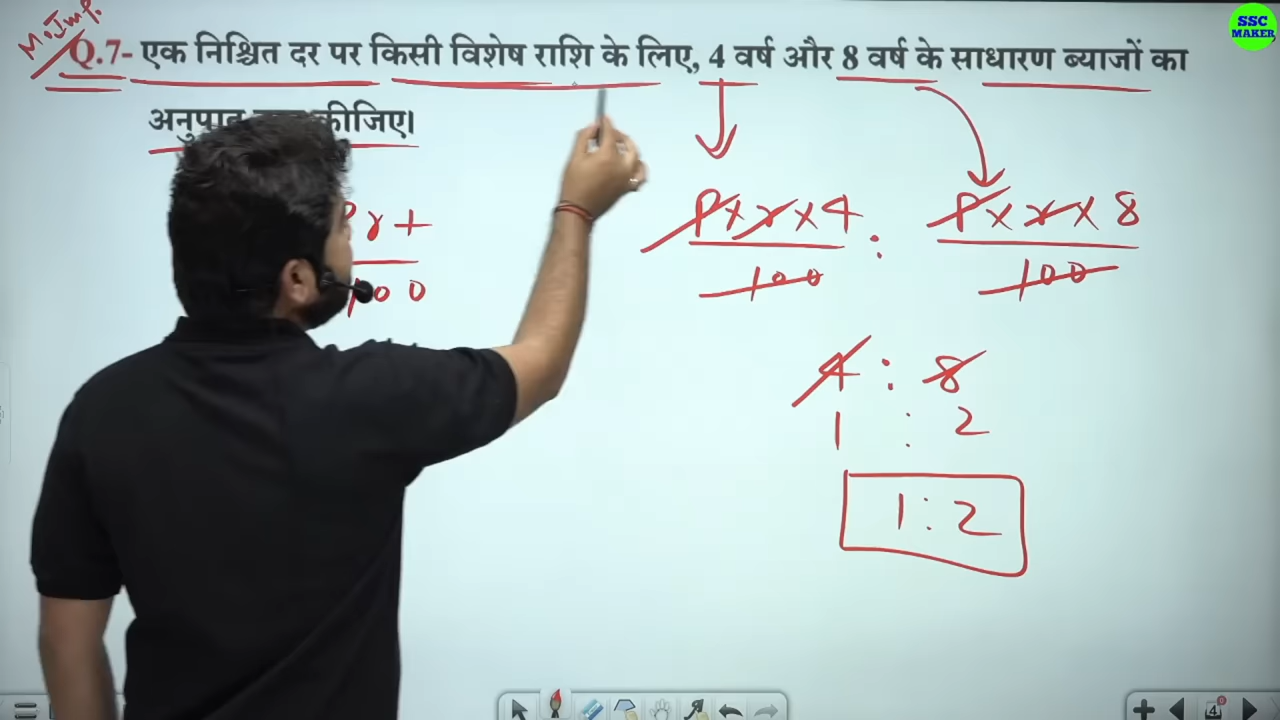 SSC
MAKER
M.Imp.
Q.7- एक निश्चित दर पर किसी विशेष राशि के लिए, 4 वर्ष और 8 वर्ष के साधारण ब्याजों का
कीजिए।
P×r×4 : P×r×8
100 100
r t
100
4 : 8
1 : 2
1:2
4